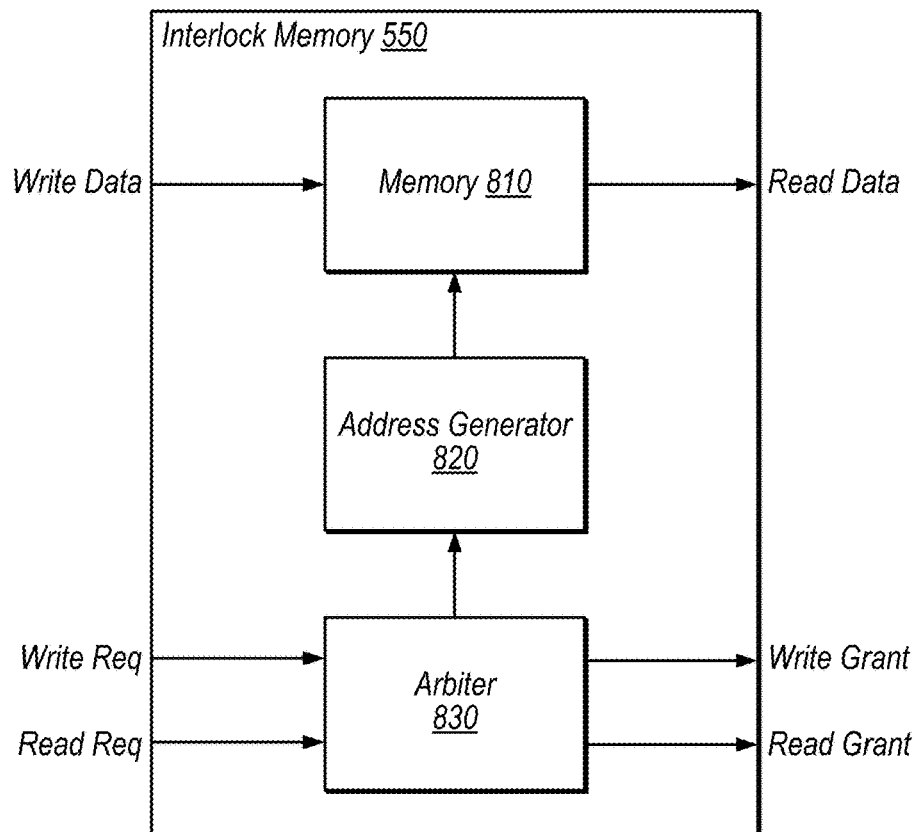 Interlock Memory 550
Write Data
Memory 810
Read Data
Address Generator
820
Write Req
Read Req
Arbiter
830
Write Grant
Read Grant